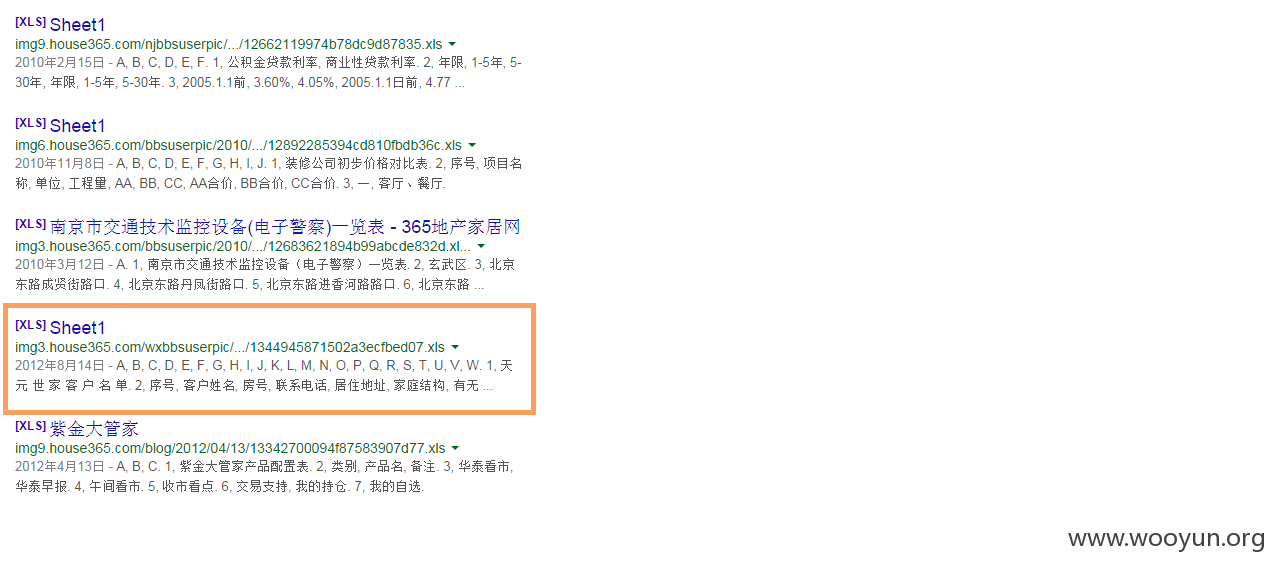 [XLS] Sheet1
img9.house365.com/njbbsuserpic/.../12662119974b78dc9d87835.xls
2010年2月15日 - A, B, C, D, E, F. 1, 公积金贷款利率, 商业性贷款利率. 2, 年限, 1-5年, 5-
30年, 年限, 1-5年, 5-30年. 3, 2005.1.1前, 3.60%, 4.05%, 2005.1.1日前, 4.77 ...
[XLS] Sheet1
img6.house365.com/bbsuserpic/2010/.../12892285394cd810fbdb36c.xls
2010年11月8日 - A, B, C, D, E, F, G, H, I, J. 1, 装修公司初步价格对比表. 2, 序号, 项目名
称, 单位, 工程量, AA, BB, CC, AA合价, BB合价, CC合价. 3, 一, 客厅、餐厅.
[XLS] 南京市交通技术监控设备(电子警察)一览表 - 365地产家居网
img3.house365.com/bbsuserpic/2010/.../12683621894b99abcde832d.xl...
2010年3月12日 - A. 1, 南京市交通技术监控设备（电子警察）一览表. 2, 玄武区. 3, 北京
东路成贤街路口. 4, 北京东路丹凤街路口. 5, 北京东路进香河路路口. 6, 北京东路 ...
[XLS] Sheet1
img3.house365.com/wxbbsuserpic/.../1344945871502a3ecfbed07.xls
2012年8月14日 - A, B, C, D, E, F, G, H, I, J, K, L, M, N, O, P, Q, R, S, T, U, V, W. 1, 天
元 世 家 客 户 名 单. 2, 序号, 客户姓名, 房号, 联系电话, 居住地址, 家庭结构, 有无 ...
[XLS] 紫金大管家
img9.house365.com/blog/2012/04/13/13342700094f87583907d77.xls
2012年4月13日 - A, B, C. 1, 紫金大管家产品配置表. 2, 类别, 产品名, 备注. 3, 华泰看市,
华泰早报. 4, 午间看市. 5, 收市看点. 6, 交易支持, 我的持仓. 7, 我的自选.
www.wooyun.org